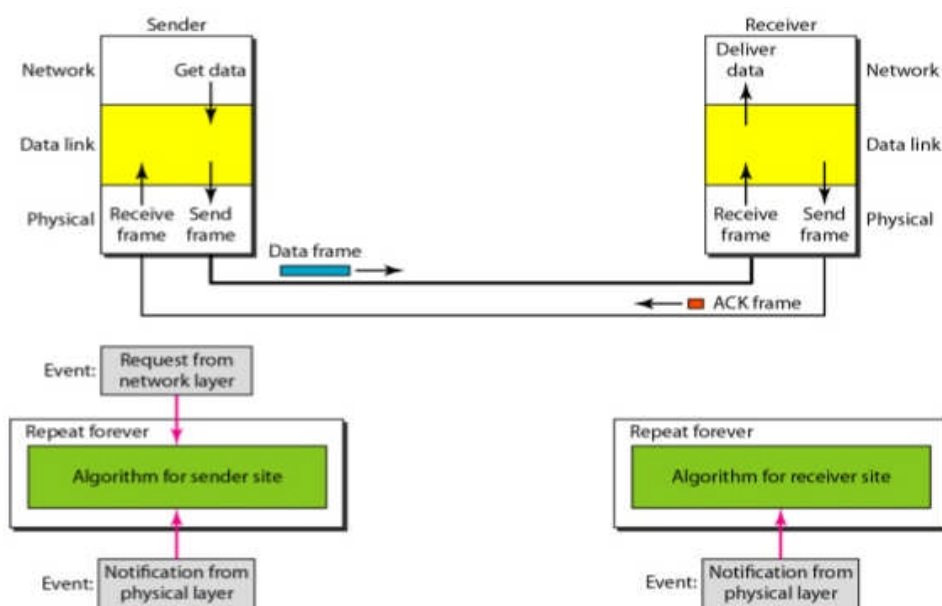 Sender
Receiver
Network
Get data
Deliver
data
Network
Data link
Data link
Physical
Receive
frame
Send
frame
Receive
frame
Send
frame
Physical
Data frame
ACK frame
Event:
Request from
network layer
Repeat forever
Algorithm for sender site
Repeat forever
Algorithm for receiver site
Event:
Notification from
physical layer
Event:
Notification from
physical layer